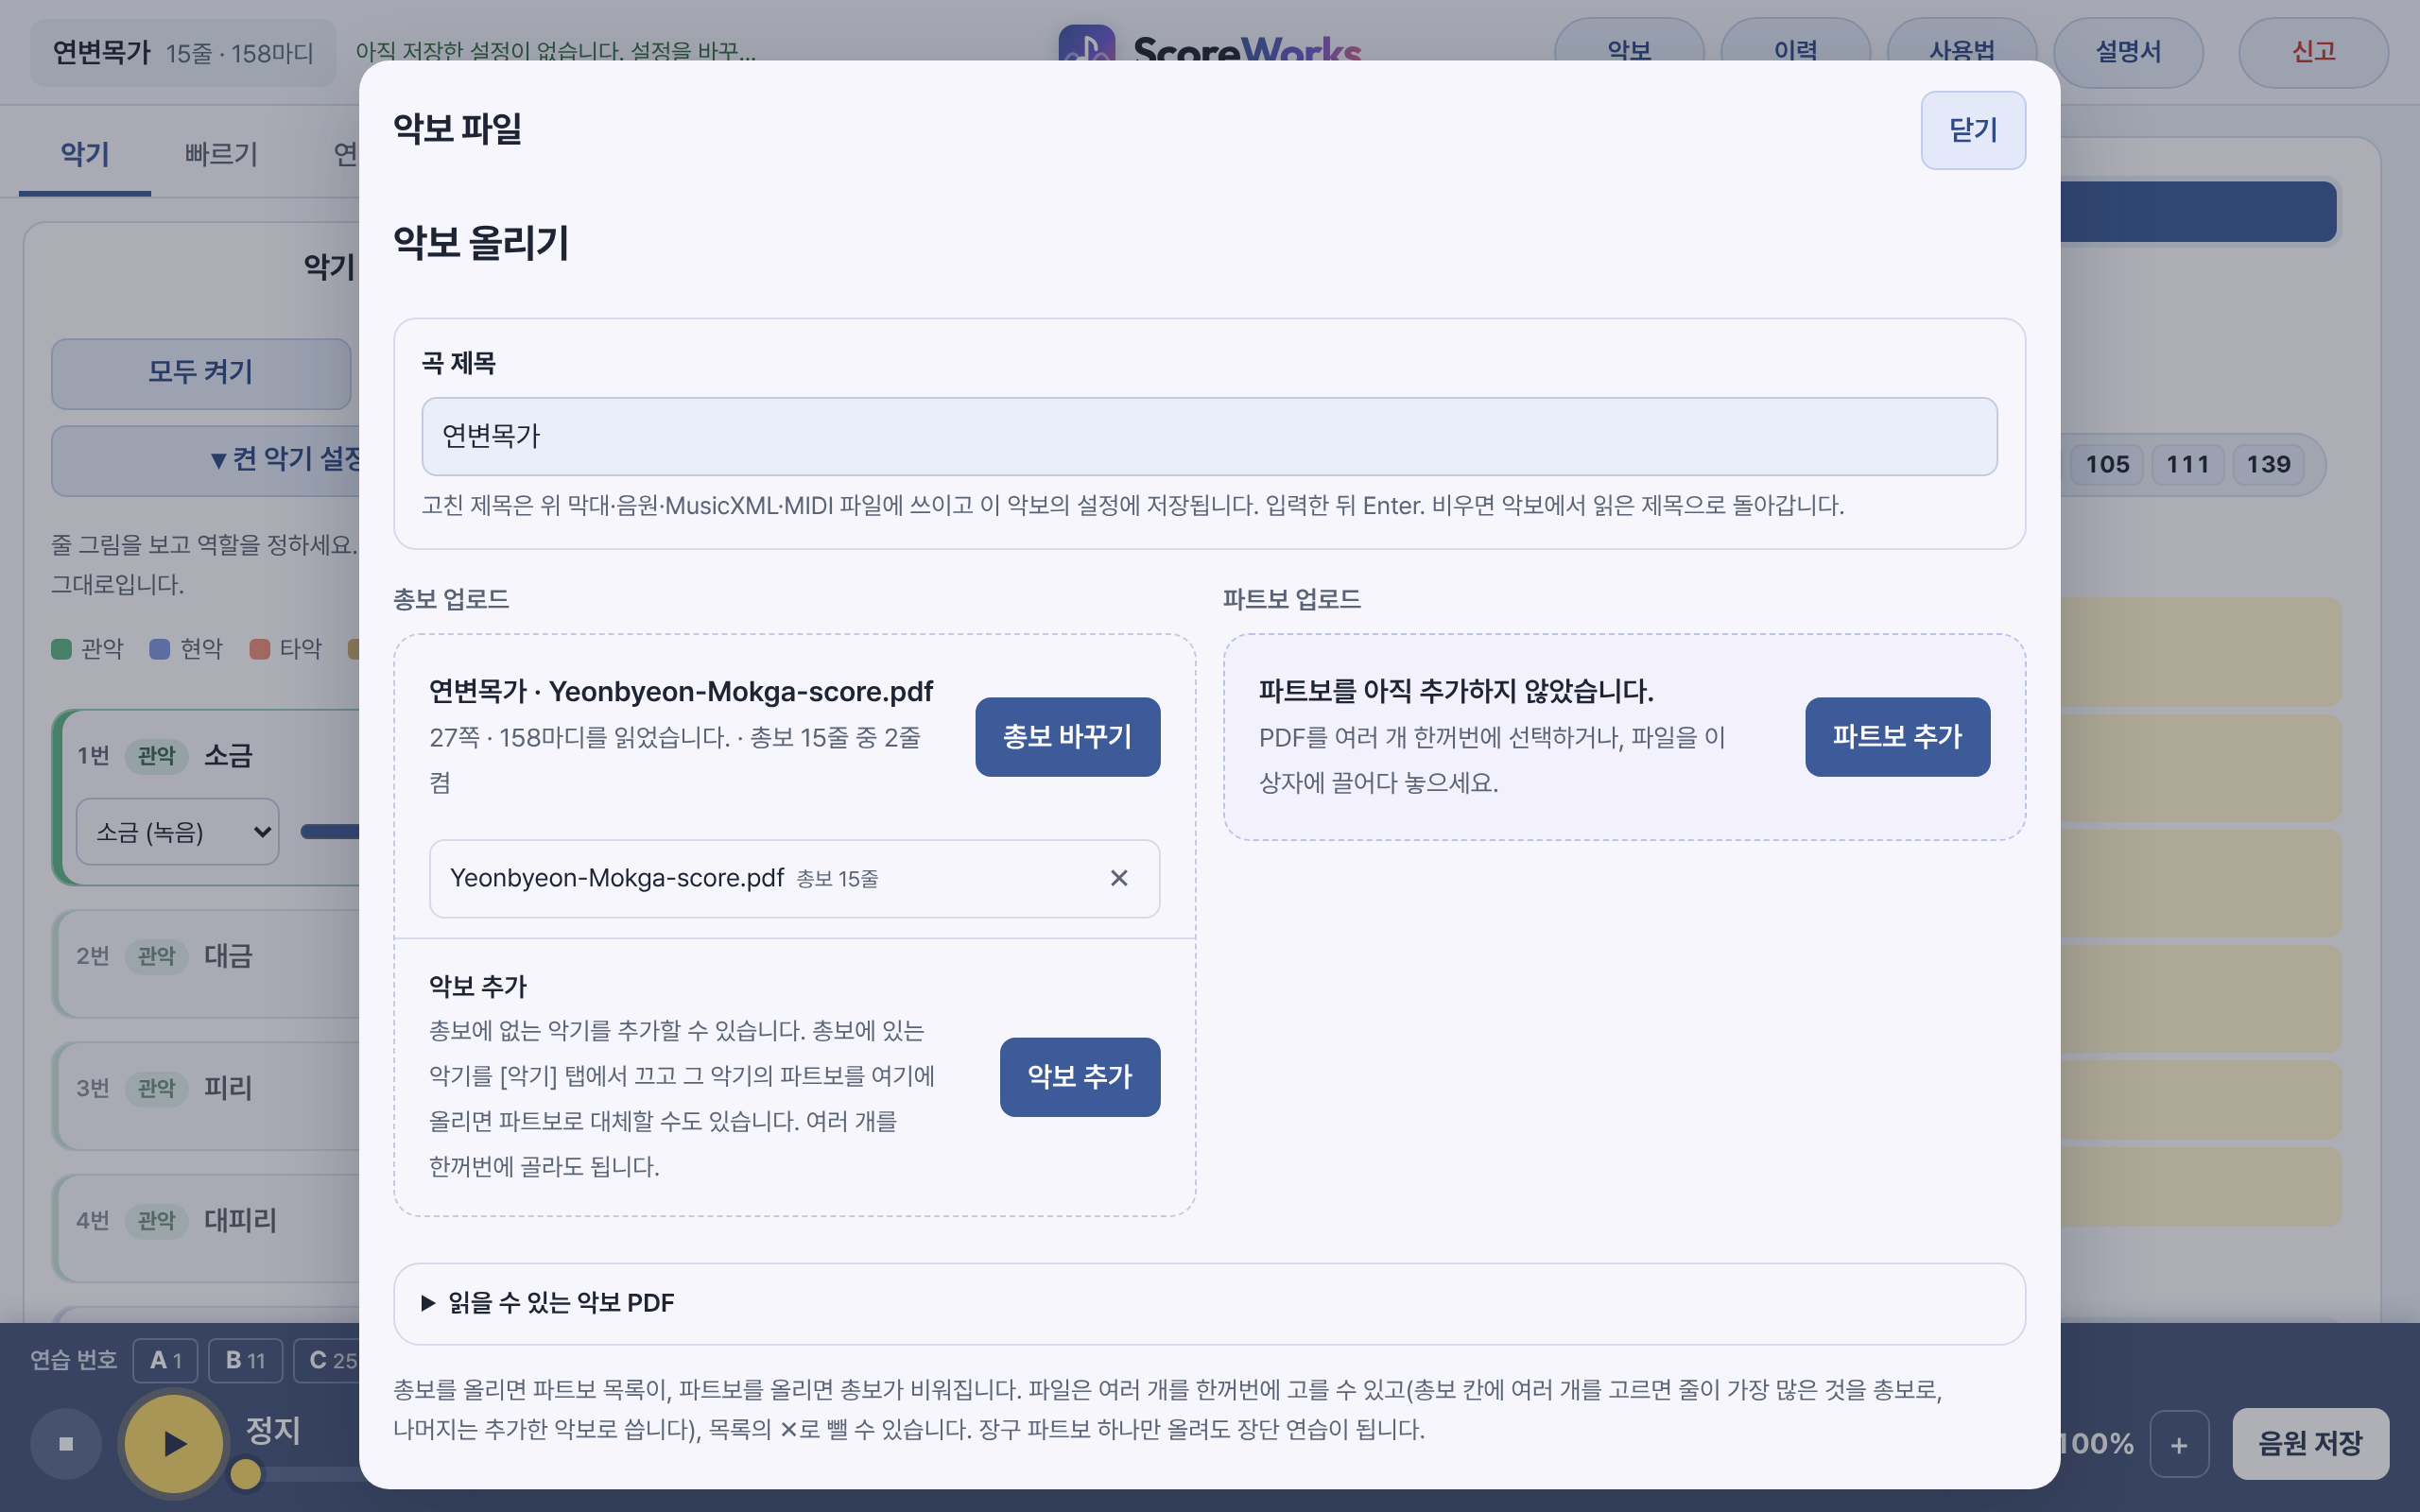 연변목가 15줄 · 158마디
아직 저장한 설정이 없습니다. 설정을 바꾸...
ScoreWorks
악보
이력
사용법
설명서
신고
악기
빠르기
연
악기
모두 켜기
▼켠 악기 설정
줄 그림을 보고 역할을 정하세요.
그대로입니다.
관악
현악
타악
1번 관악 소금
소금 (녹음)
2번 관악 대금
3번 관악 피리
4번 관악 대피리
105 111 139
악보 파일
닫기
악보 올리기
곡 제목
연변목가
고친 제목은 위 막대·음원·MusicXML·MIDI 파일에 쓰이고 이 악보의 설정에 저장됩니다. 입력한 뒤 Enter. 비우면 악보에서 읽은 제목으로 돌아갑니다.
총보 업로드
연변목가 · Yeonbyeon-Mokga-score.pdf
27쪽 · 158마디를 읽었습니다. · 총보 15줄 중 2줄
켬
총보 바꾸기
Yeonbyeon-Mokga-score.pdf 총보 15줄 ✕
악보 추가
총보에 없는 악기를 추가할 수 있습니다. 총보에 있는
악기를 [악기] 탭에서 끄고 그 악기의 파트보를 여기에
올리면 파트보로 대체할 수도 있습니다. 여러 개를
한꺼번에 골라도 됩니다.
악보 추가
파트보 업로드
파트보를 아직 추가하지 않았습니다.
PDF를 여러 개 한꺼번에 선택하거나, 파일을 이
상자에 끌어다 놓으세요.
파트보 추가
▶ 읽을 수 있는 악보 PDF
총보를 올리면 파트보 목록이, 파트보를 올리면 총보가 비워집니다. 파일은 여러 개를 한꺼번에 고를 수 있고(총보 칸에 여러 개를 고르면 줄이 가장 많은 것을 총보로,
나머지는 추가한 악보로 씁니다), 목록의 ✕로 뺄 수 있습니다. 장구 파트보 하나만 올려도 장단 연습이 됩니다.
연습 번호 A 1 B 11 C 25
정지
100% +
음원 저장